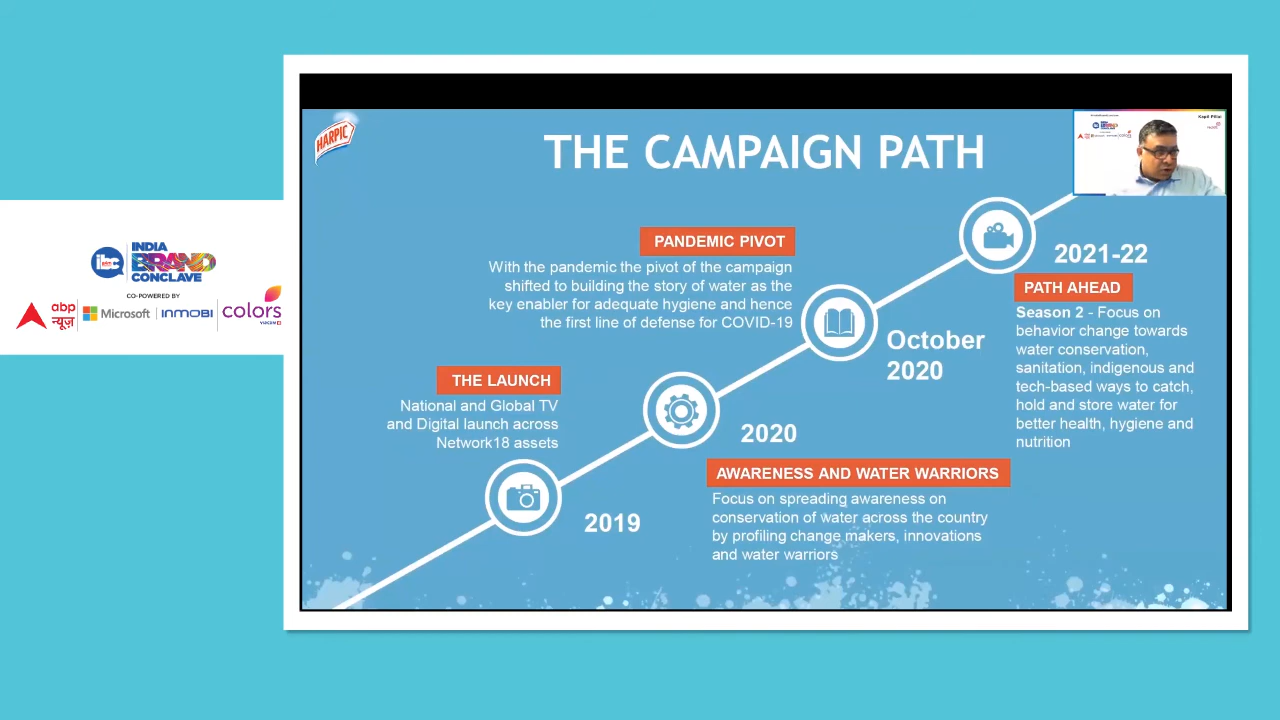 HARPIC
THE CAMPAIGN PATH
Kapil Pillai
PANDEMIC PIVOT
With the pandemic the pivot of the campaign
shifted to building the story of water as the
key enabler for adequate hygiene and hence
the first line of defense for COVID-19
2021-22
PATH AHEAD
Season 2 - Focus on
behavior change towards
water conservation,
sanitation, indigenous and
tech-based ways to catch,
hold and store water for
better health, hygiene and
nutrition
October
2020
THE LAUNCH
National and Global TV
and Digital launch across
Network18 assets
2020
AWARENESS AND WATER WARRIORS
Focus on spreading awareness on
conservation of water across the country
by profiling change makers, innovations
and water warriors
2019
ibc
INDIA
BRAND
CONCLAVE
CO-POWERED BY
abp
न्यूज़
Microsoft
INMOBI
colors
VIACOM18